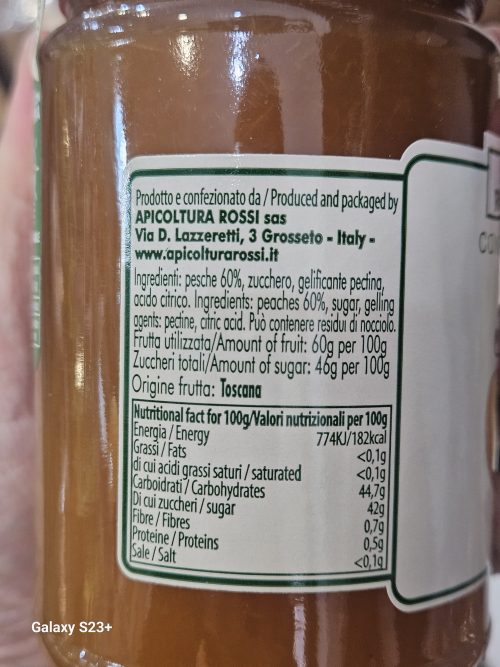 Prodotto e confezionato da / Produced and packaged by
APICOLTURA ROSSI sas
Via D. Lazzeretti, 3 Grosseto - Italy -
www.apicolturarossi.it
Ingredienti: pesche 60%, zucchero, gelificante pectina,
acido citrico. Ingredients: peaches 60%, sugar, gelling
agents: pectine, citric acid. Può contenere residui di nocciolo.
Frutta utilizzata/Amount of fruit: 60g per 100g
Zuccheri totali/Amount of sugar: 46g per 100g
Origine frutta: Toscana
Nutritional fact for 100g/Valori nutrizionali per 100g
Energia / Energy 774KJ/182kcal
Grassi / Fats <0,1g
di cui acidi grassi saturi / saturated <0,1g
Carboidrati / Carbohydrates 44,7g
Di cui zuccheri / sugar 42g
Fibre / Fibres 0,7g
Proteine / Proteins 0,5g
Sale / Salt <0,1g
Galaxy S23+